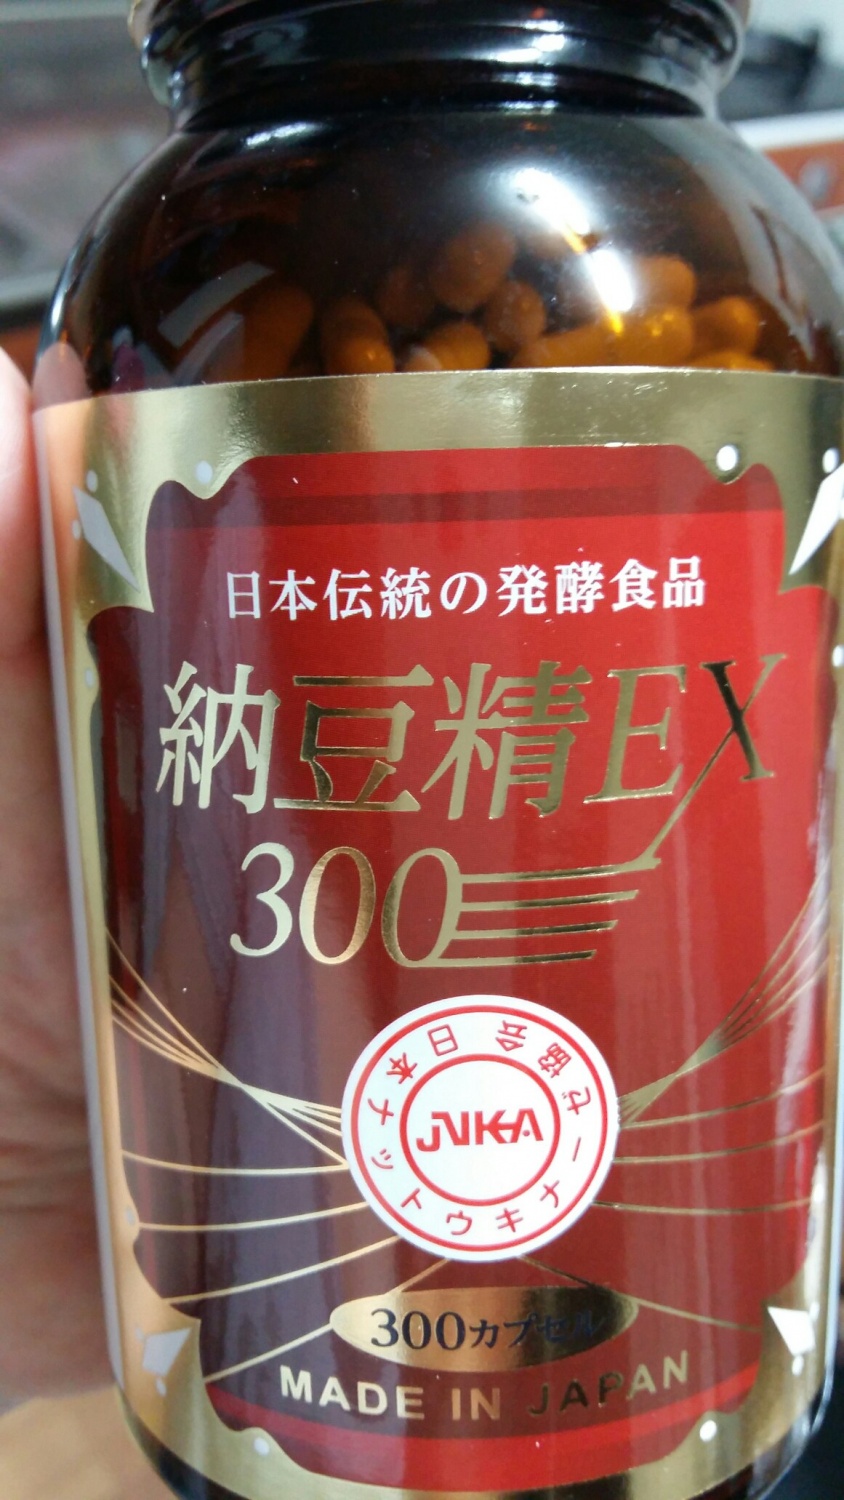 日本伝統の発酵食品
納豆精EX
300
日本ナットウキナーゼ協会
JNKA
300カプセル
MADE IN JAPAN